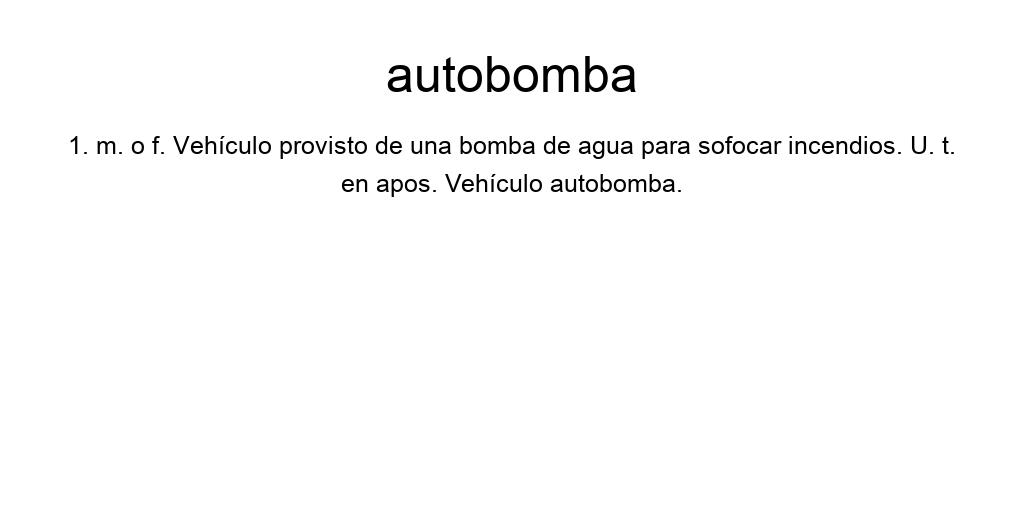 autobomba
1. m. o f. Vehículo provisto de una bomba de agua para sofocar incendios. U. t.
en apos. Vehículo autobomba.